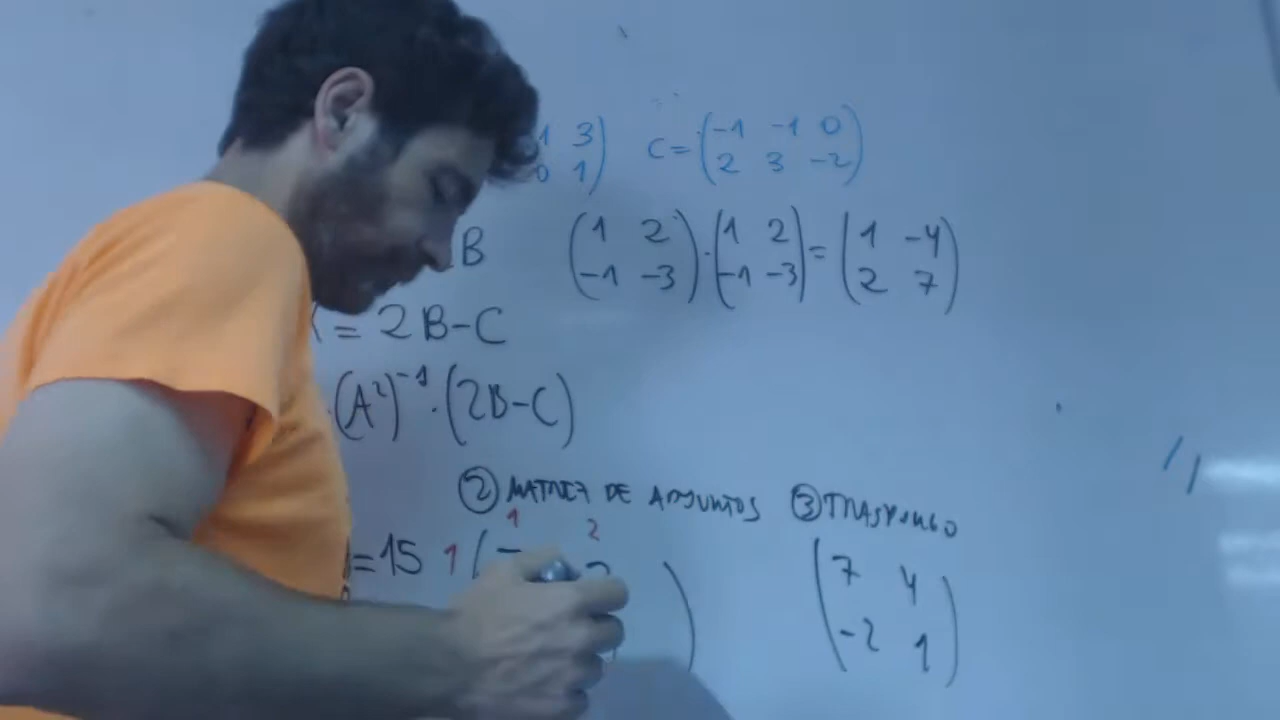 1 3 C = (-1 -1 0
0 1) 2 3 -2)
B (1 2 · (1 2 = (1 -4
-1 -3) -1 -3) 2 7)
= 2B-C
(A²)⁻¹ · (2B-C)
② MATRIZ DE ADJUNTOS ③ TRASPONGO
1 2
=15 1 ( (7 4
-2 1)